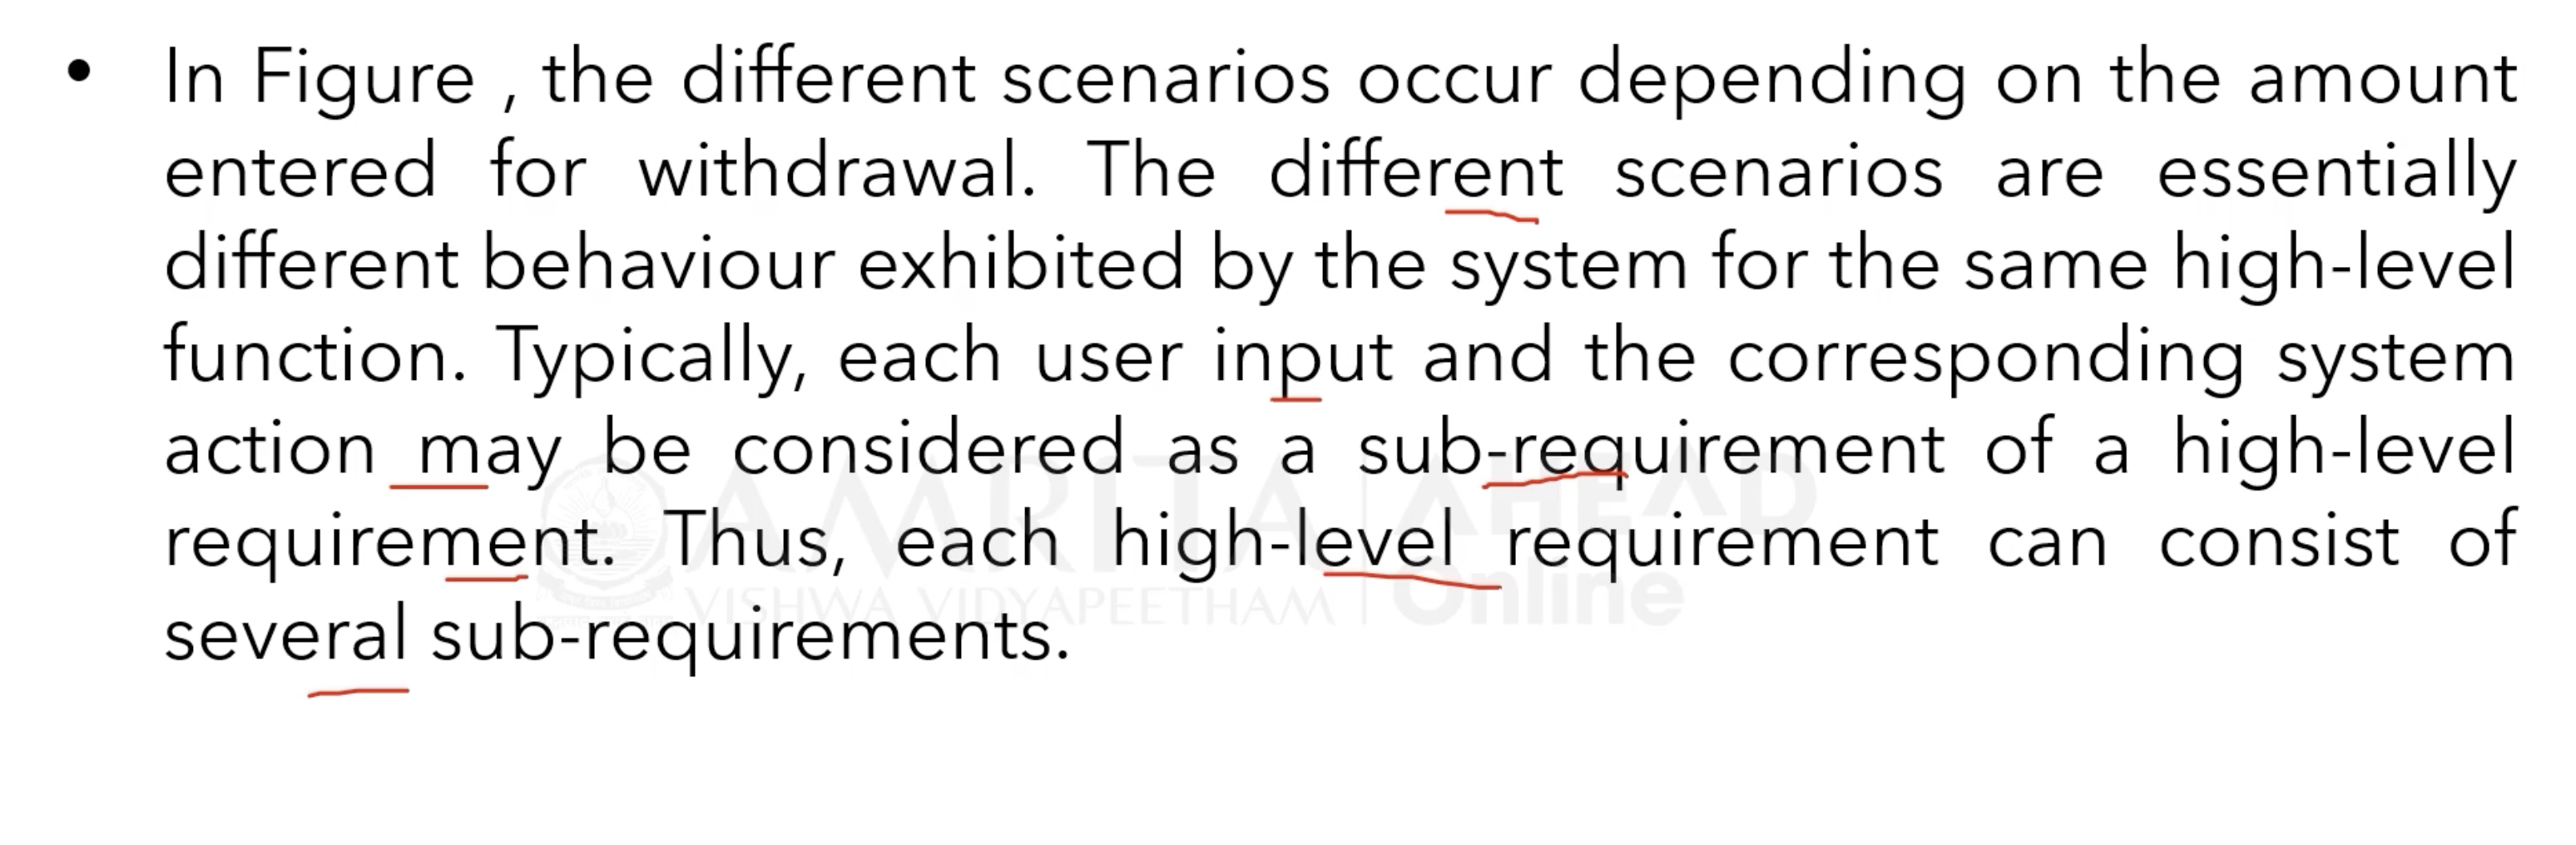 • In Figure , the different scenarios occur depending on the amount
entered for withdrawal. The different scenarios are essentially
different behaviour exhibited by the system for the same high-level
function. Typically, each user input and the corresponding system
action may be considered as a sub-requirement of a high-level
requirement. Thus, each high-level requirement can consist of
several sub-requirements.
AMRITA AHEAD
VISHWA VIDYAPEETHAM Online